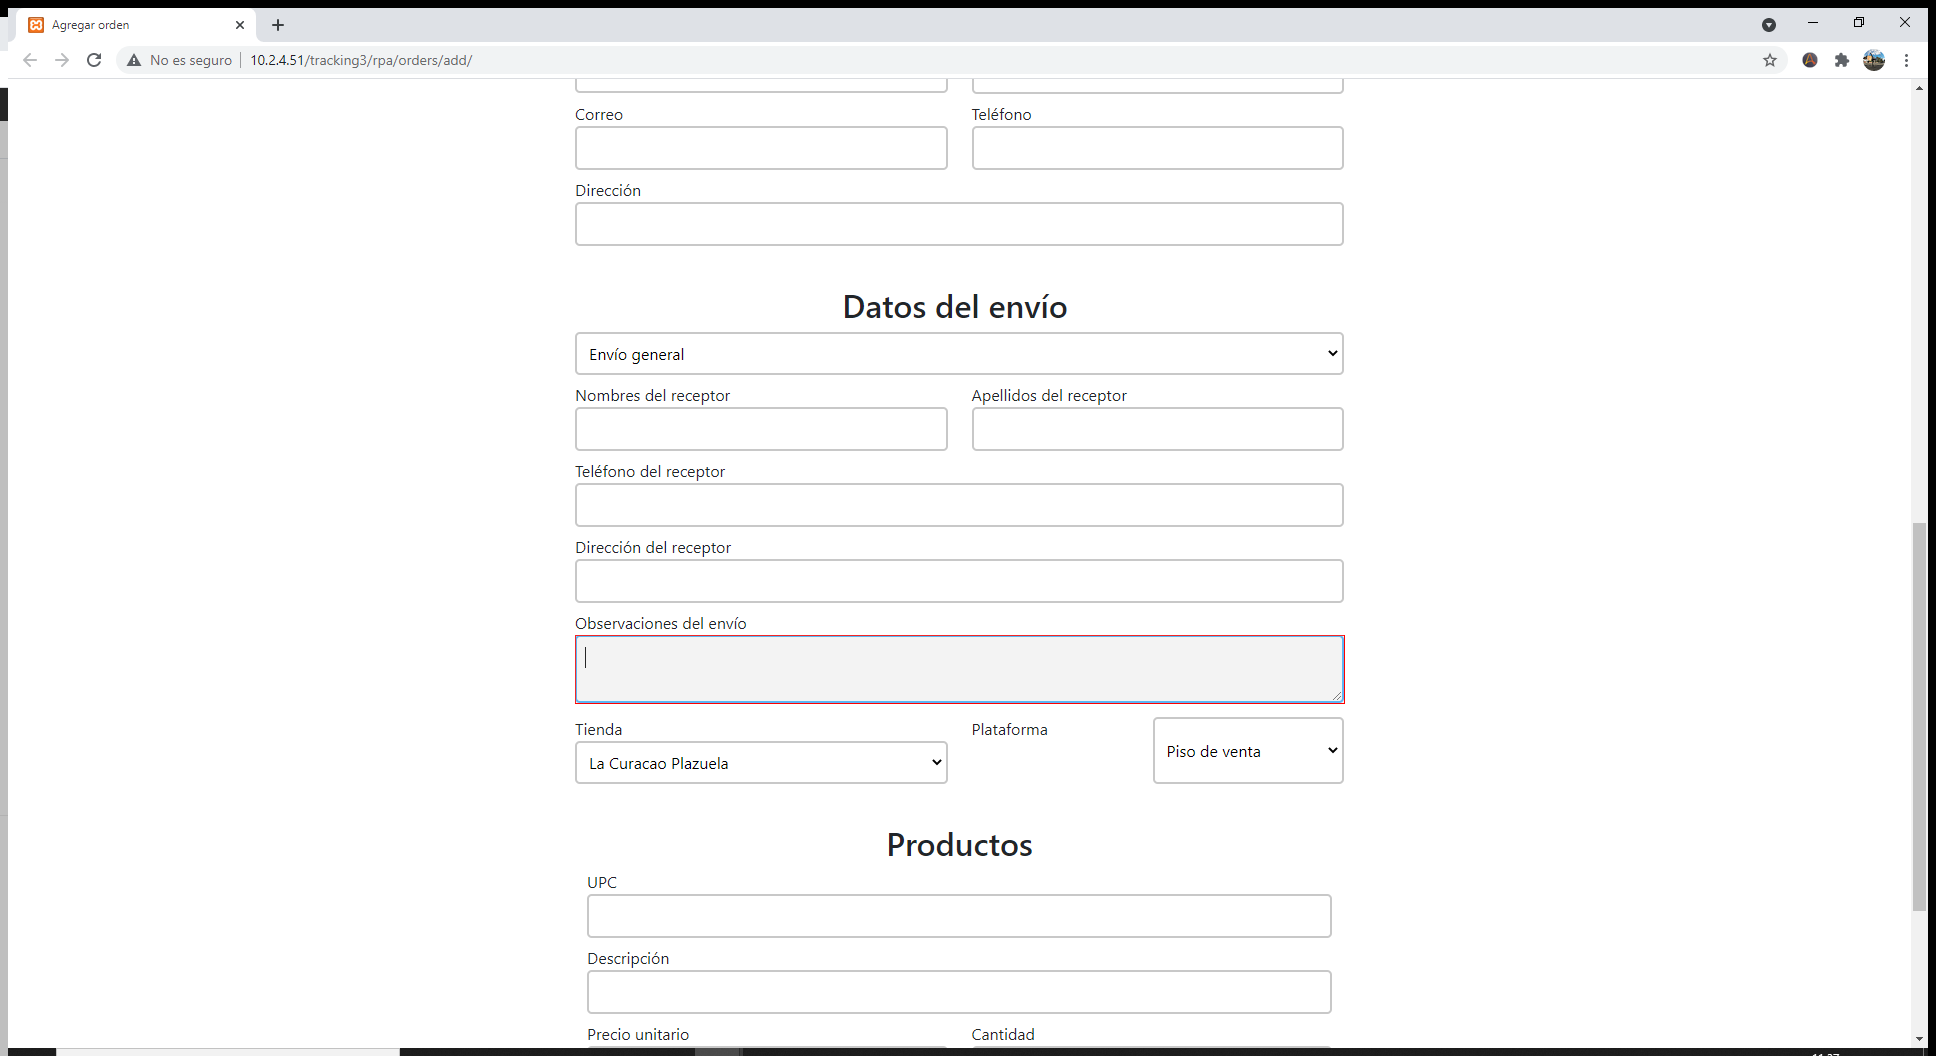 Agregar orden
No es seguro 10.2.4.51/tracking3/rpa/orders/add/
Correo Teléfono
Dirección
Datos del envío
Envío general
Nombres del receptor Apellidos del receptor
Teléfono del receptor
Dirección del receptor
Observaciones del envío
Tienda Plataforma
La Curacao Plazuela Piso de venta
Productos
UPC
Descripción
Precio unitario Cantidad